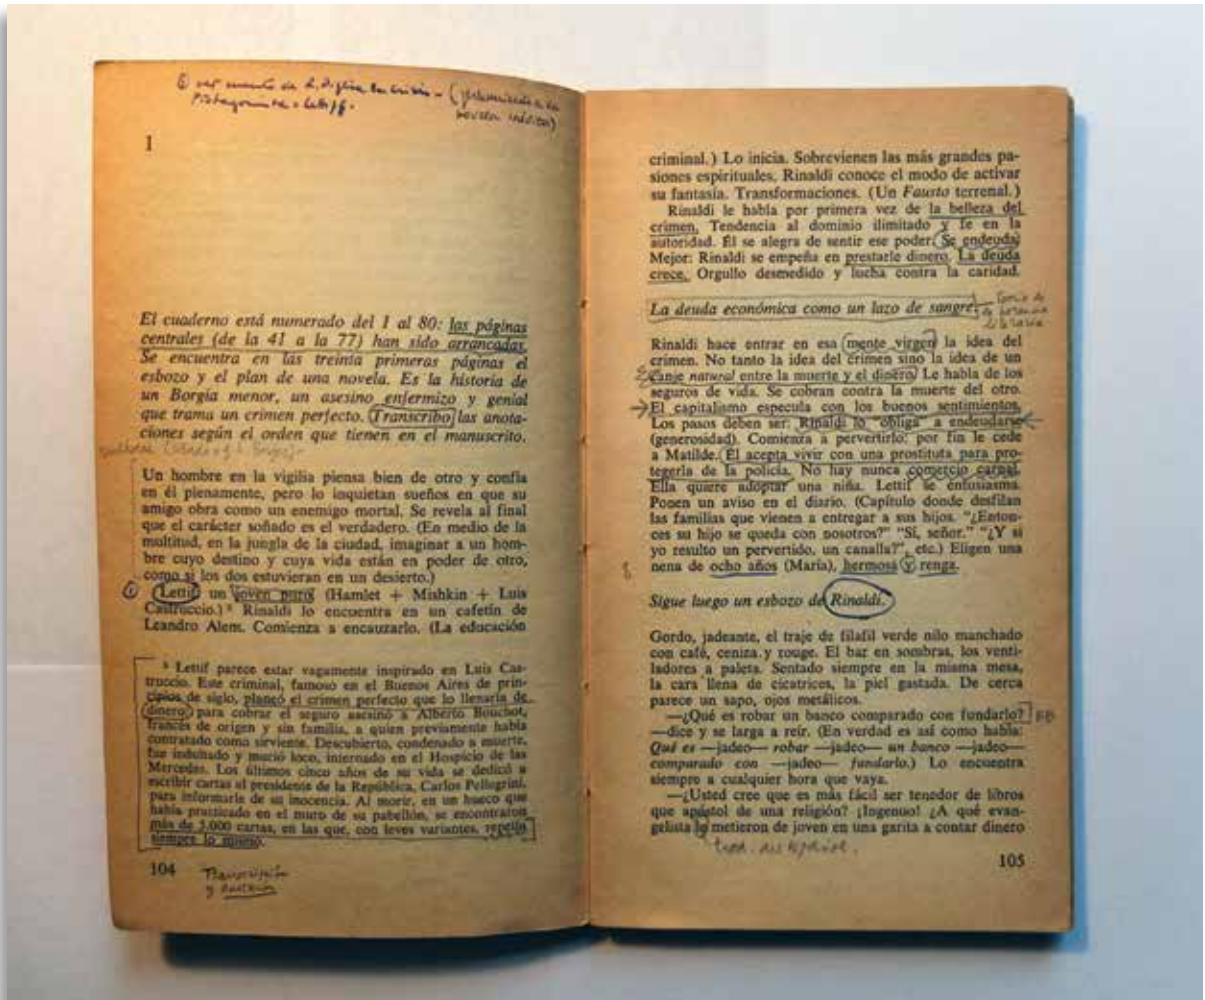 1
El cuaderno está numerado del 1 al 80: las páginas
centrales (de la 41 a la 77) han sido arrancadas.
Se encuentra en las treinta primeras páginas el
esbozo y el plan de una novela. Es la historia de
un Borgia menor, un asesino enfermizo y genial
que trama un crimen perfecto. Transcribo las anota-
ciones según el orden que tienen en el manuscrito.
Un hombre en la vigilia piensa bien de otro y confía
en él plenamente, pero lo inquietan sueños en que su
amigo obra como un enemigo mortal. Se revela al final
que el carácter soñado es el verdadero. (En medio de la
multitud, en la jungla de la ciudad, imaginar a un hom-
bre cuyo destino y cuya vida están en poder de otro,
como si los dos estuvieran en un desierto.)
Lettif un joven puro (Hamlet + Mishkin + Luis
Castruccio.) Rinaldi lo encuentra en un cafetín de
Leandro Alem. Comienza a encauzarlo. (La educación
Lettif parece estar vagamente inspirado en Luis Cas-
truccio. Este criminal, famoso en el Buenos Aires de prin-
cipios de siglo, planeó el crimen perfecto que lo llenaría de
dinero: para cobrar el seguro asesinó a Alberto Bouchot,
francés de origen y sin familia, a quien previamente había
contratado como sirviente. Descubierto, condenado a muerte,
fue indultado y murió loco, internado en el Hospicio de las
Mercedes. Los últimos cinco años de su vida se dedicó a
escribir cartas al presidente de la República, Carlos Pellegrini,
para informarle de su inocencia. Al morir, en un hueco que
había practicado en el muro de su pabellón, se encontraron
más de 3.000 cartas, en las que, con leves variantes, repetía
siempre lo mismo.
104
Transcripción
y
criminal.) Lo inicia. Sobrevienen las más grandes pa-
siones espirituales. Rinaldi conoce el modo de activar
su fantasía. Transformaciones. (Un Fausto terrenal.)
Rinaldi le habla por primera vez de la belleza del
crimen. Tendencia al dominio ilimitado y fe en la
autoridad. Él se alegra de sentir ese poder. Se endeuda.
Mejor: Rinaldi se empeña en prestarle dinero. La deuda
crece. Orgullo desmedido y lucha contra la caridad.
La deuda económica como un lazo de sangre.
Rinaldi hace entrar en esa mente virgen la idea del
crimen. No tanto la idea del crimen sino la idea de un
canje natural entre la muerte y el dinero. Le habla de los
seguros de vida. Se cobran contra la muerte del otro.
El capitalismo especula con los buenos sentimientos.
Los pasos deben ser: Rinaldi lo "obliga" a endeudarse
(generosidad). Comienza a pervertirlo: por fin le cede
a Matilde. Él acepta vivir con una prostituta para pro-
tegerla de la policía. No hay nunca comercio carnal.
Ella quiere adoptar una niña. Lettif se entusiasma.
Ponen un aviso en el diario. (Capítulo donde desfilan
las familias que vienen a entregar a sus hijos. "¿Enton-
ces su hijo se queda con nosotros?" "Sí, señor." "¿Y si
yo resulto un pervertido, un canalla?", etc.) Eligen una
nena de ocho años (María), hermosa y renga.
Sigue luego un esbozo de Rinaldi.
Gordo, jadeante, el traje de filafil verde nilo manchado
con café, ceniza y rouge. El bar en sombras, los venti-
ladores a paleta. Sentado siempre en la misma mesa,
la cara llena de cicatrices, la piel gastada. De cerca
parece un sapo, ojos metálicos.
—¿Qué es robar un banco comparado con fundarlo?
—dice y se larga a reír. (En verdad es así como habla:
Qué es —jadeo— robar —jadeo— un banco —jadeo—
comparado con —jadeo— fundarlo.) Lo encuentra
siempre a cualquier hora que vaya.
—¿Usted cree que es más fácil ser tenedor de libros
que apóstol de una religión? ¡Ingenuo! ¿A qué evan-
gelista lo metieron de joven en una garita a contar dinero
105